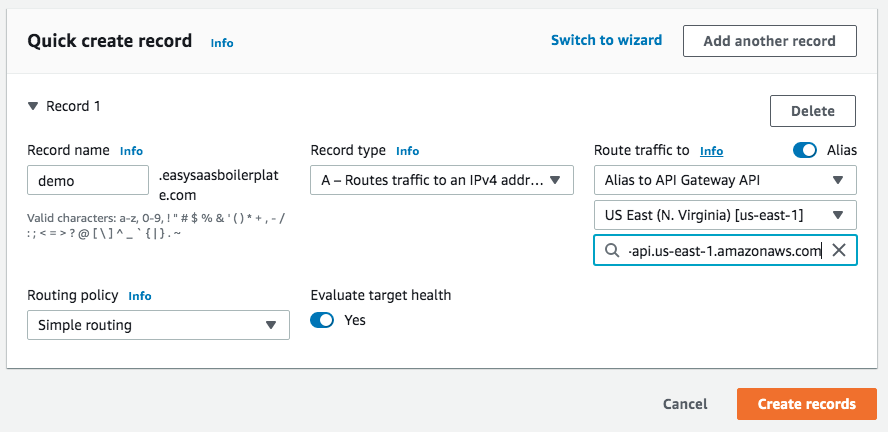 Quick create record Info Switch to wizard Add another record
Record 1 Delete
Record name Info
demo .easysaasboilerplat
e.com
Valid characters: a-z, 0-9, ! " # $ % & ' ( ) * + , - /
: ; < = > ? @ [ \ ] ^ _ ` { | } . ~
Record type Info
A – Routes traffic to an IPv4 addr...
Route traffic to Info Alias
Alias to API Gateway API
US East (N. Virginia) [us-east-1]
-api.us-east-1.amazonaws.com
Routing policy Info
Simple routing
Evaluate target health
Yes
Cancel Create records